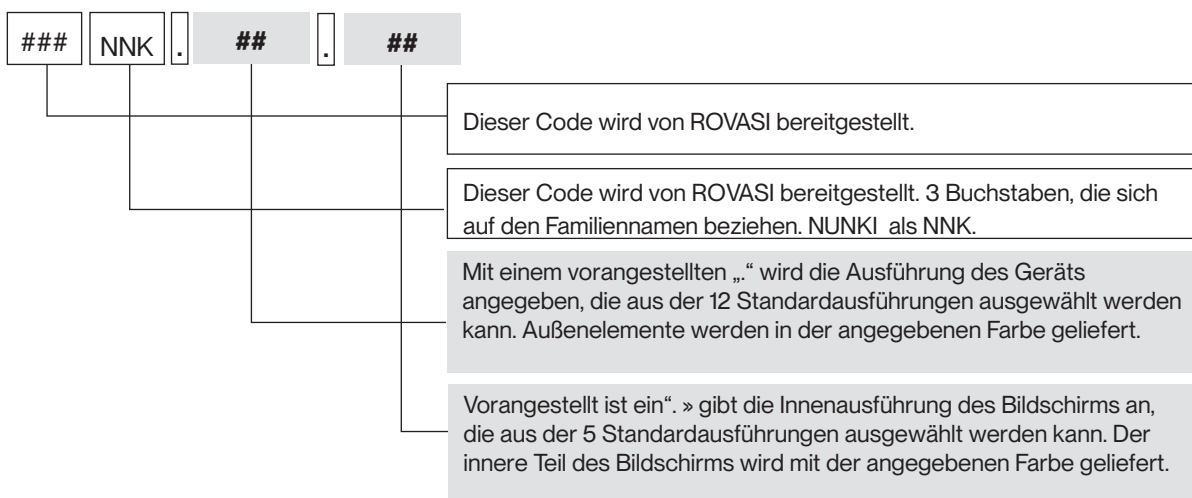 ### NNK . ## . ##
Dieser Code wird von ROVASI bereitgestellt.
Dieser Code wird von ROVASI bereitgestellt. 3 Buchstaben, die sich
auf den Familiennamen beziehen. NUNKI als NNK.
Mit einem vorangestellten „.“ wird die Ausführung des Geräts
angegeben, die aus der 12 Standardausführungen ausgewählt werden
kann. Außenelemente werden in der angegebenen Farbe geliefert.
Vorangestellt ist ein“. » gibt die Innenausführung des Bildschirms an,
die aus der 5 Standardausführungen ausgewählt werden kann. Der
innere Teil des Bildschirms wird mit der angegebenen Farbe geliefert.